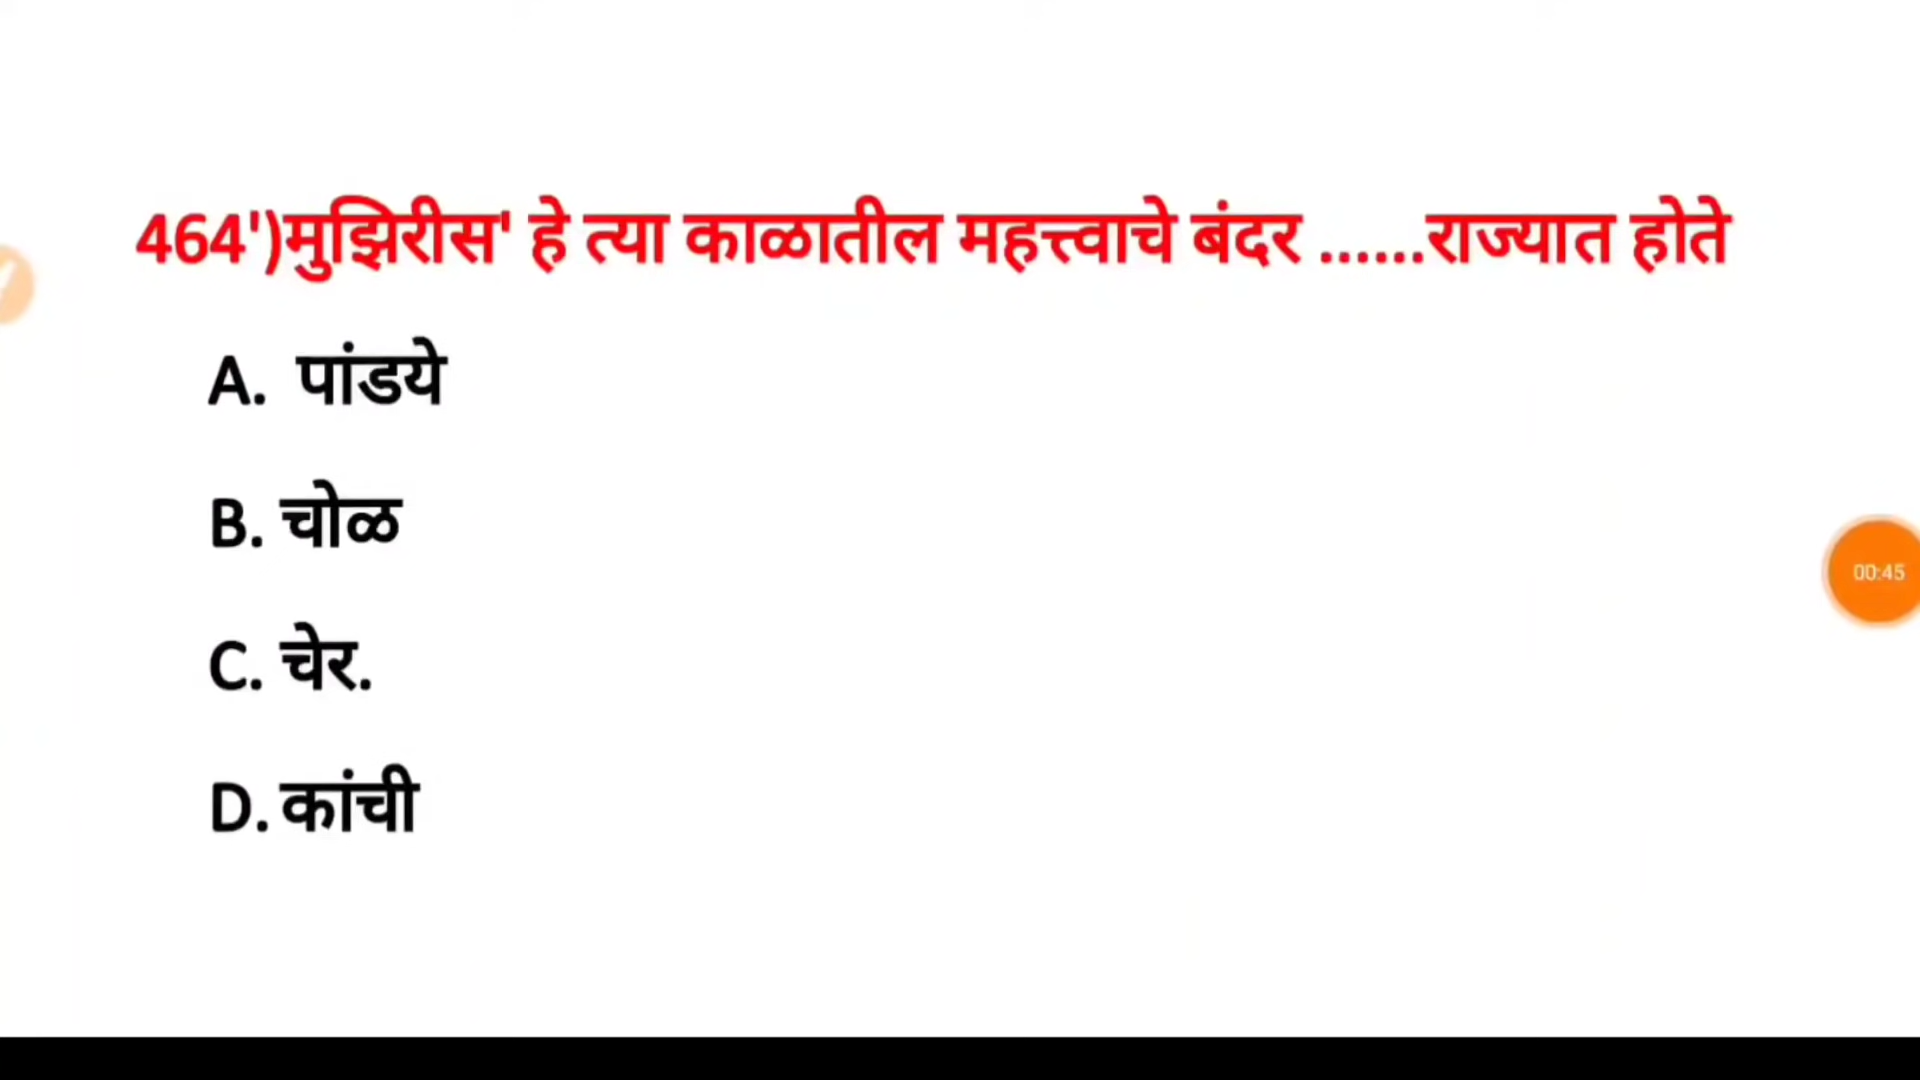 464')मुझिरीस' हे त्या काळातील महत्त्वाचे बंदर ......राज्यात होते
A. पांडये
B. चोळ
C. चेर.
D. कांची
00:45